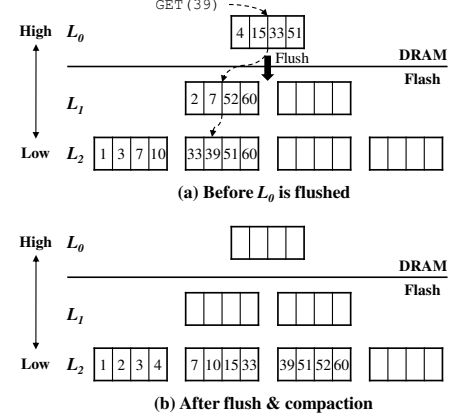 GET(39)
High L0 4 15 33 51
Flush
DRAM
Flash
L1 2 7 52 60
Low L2 1 3 7 10 33 39 51 60
(a) Before L0 is flushed
High L0
DRAM
Flash
L1
Low L2 1 2 3 4 7 10 15 33 39 51 52 60
(b) After flush & compaction